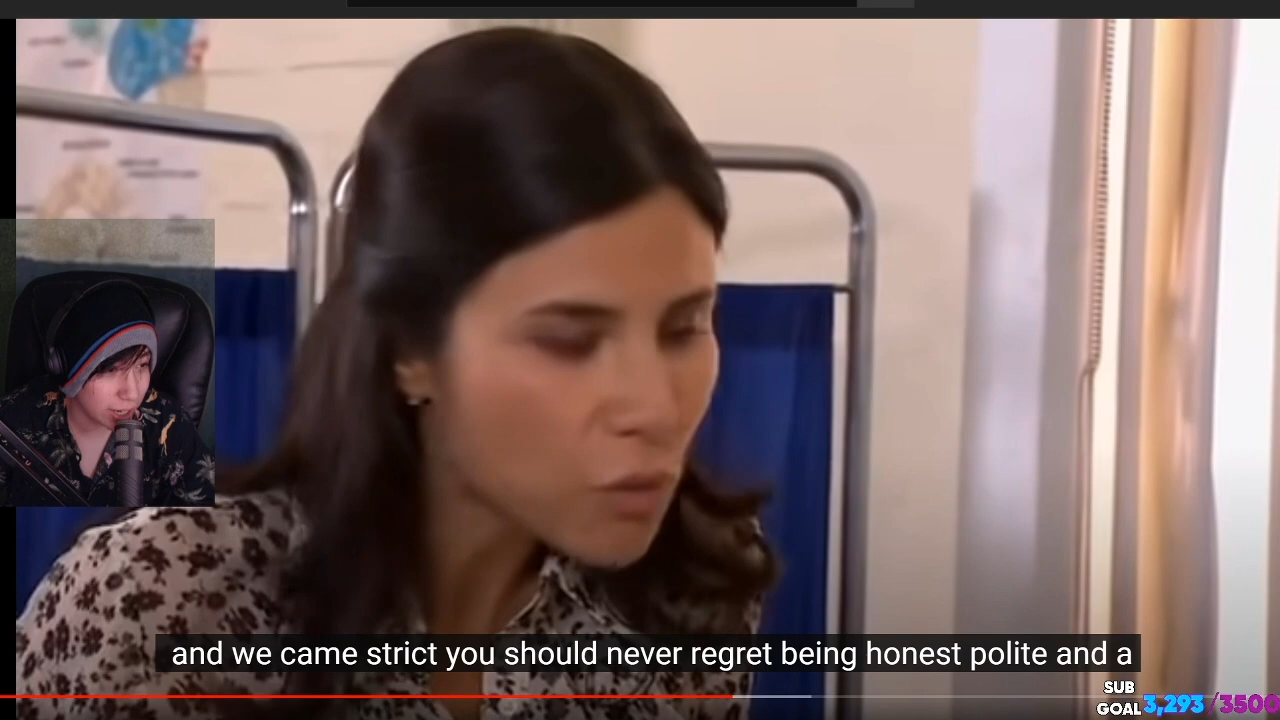 and we came strict you should never regret being honest polite and a
SUB
GOAL 3,293/3500